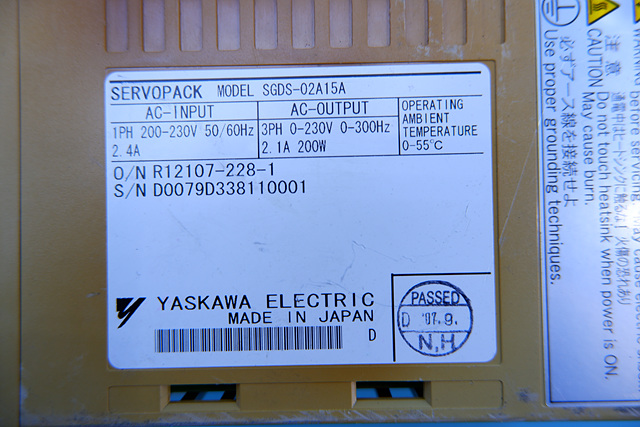 SERVOPACK MODEL SGDS-02A15A
AC-INPUT
1PH 200-230V 50/60Hz
2.4A
AC-OUTPUT
3PH 0-230V 0-300Hz
2.1A 200W
OPERATING
AMBIENT
TEMPERATURE
0-55°C
O/N R12107-228-1
S/N D0079D338110001
YASKAWA ELECTRIC
MADE IN JAPAN
D
PASSED
D '07.9.
N.H
注意
CAUTION
Do not touch heatsink when power is ON.
May cause burn.
必ずアース線を接続せよ
Use proper grounding techniques.